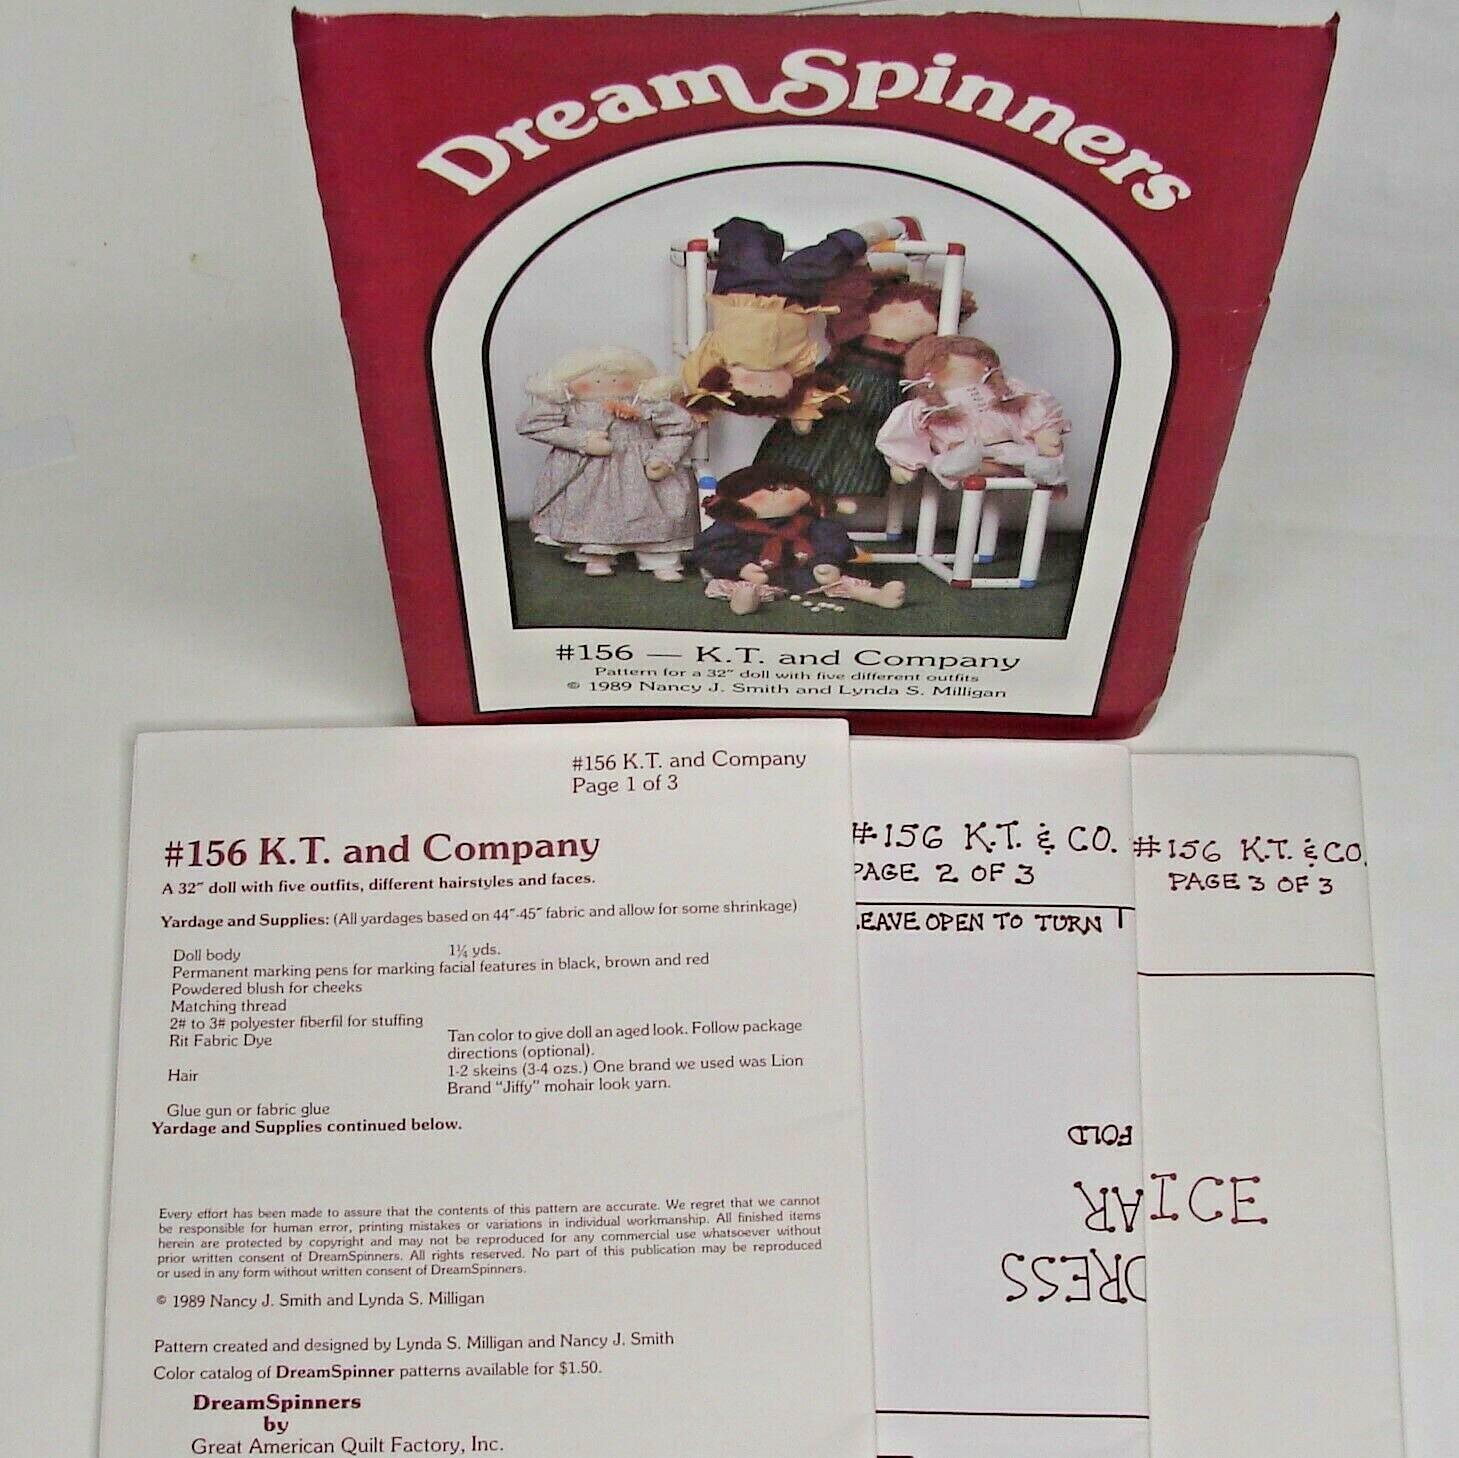 DreamSpinners
#156 — K.T. and Company
Pattern for a 32″ doll with five different outfits
© 1989 Nancy J. Smith and Lynda S. Milligan
#156 K.T. and Company
Page 1 of 3
#156 K.T. and Company
A 32″ doll with five outfits, different hairstyles and faces.
Yardage and Supplies: (All yardages based on 44″-45″ fabric and allow for some shrinkage)
Doll body 1¼ yds.
Permanent marking pens for marking facial features in black, brown and red
Powdered blush for cheeks
Matching thread
2# to 3# polyester fiberfil for stuffing
Rit Fabric Dye Tan color to give doll an aged look. Follow package
directions (optional).
Hair 1-2 skeins (3-4 ozs.) One brand we used was Lion
Brand "Jiffy" mohair look yarn.
Glue gun or fabric glue
Yardage and Supplies continued below.
Every effort has been made to assure that the contents of this pattern are accurate. We regret that we cannot
be responsible for human error, printing mistakes or variations in individual workmanship. All finished items
herein are protected by copyright and may not be reproduced for any commercial use whatsoever without
prior written consent of DreamSpinners. All rights reserved. No part of this publication may be reproduced
or used in any form without written consent of DreamSpinners.
© 1989 Nancy J. Smith and Lynda S. Milligan
Pattern created and designed by Lynda S. Milligan and Nancy J. Smith
Color catalog of DreamSpinner patterns available for $1.50.
DreamSpinners
by
Great American Quilt Factory, Inc.
#156 K.T. & CO.
PAGE 2 OF 3
EAVE OPEN TO TURN
FOLD
AR
DRESS
#156 K.T. & CO.
PAGE 3 OF 3
ICE